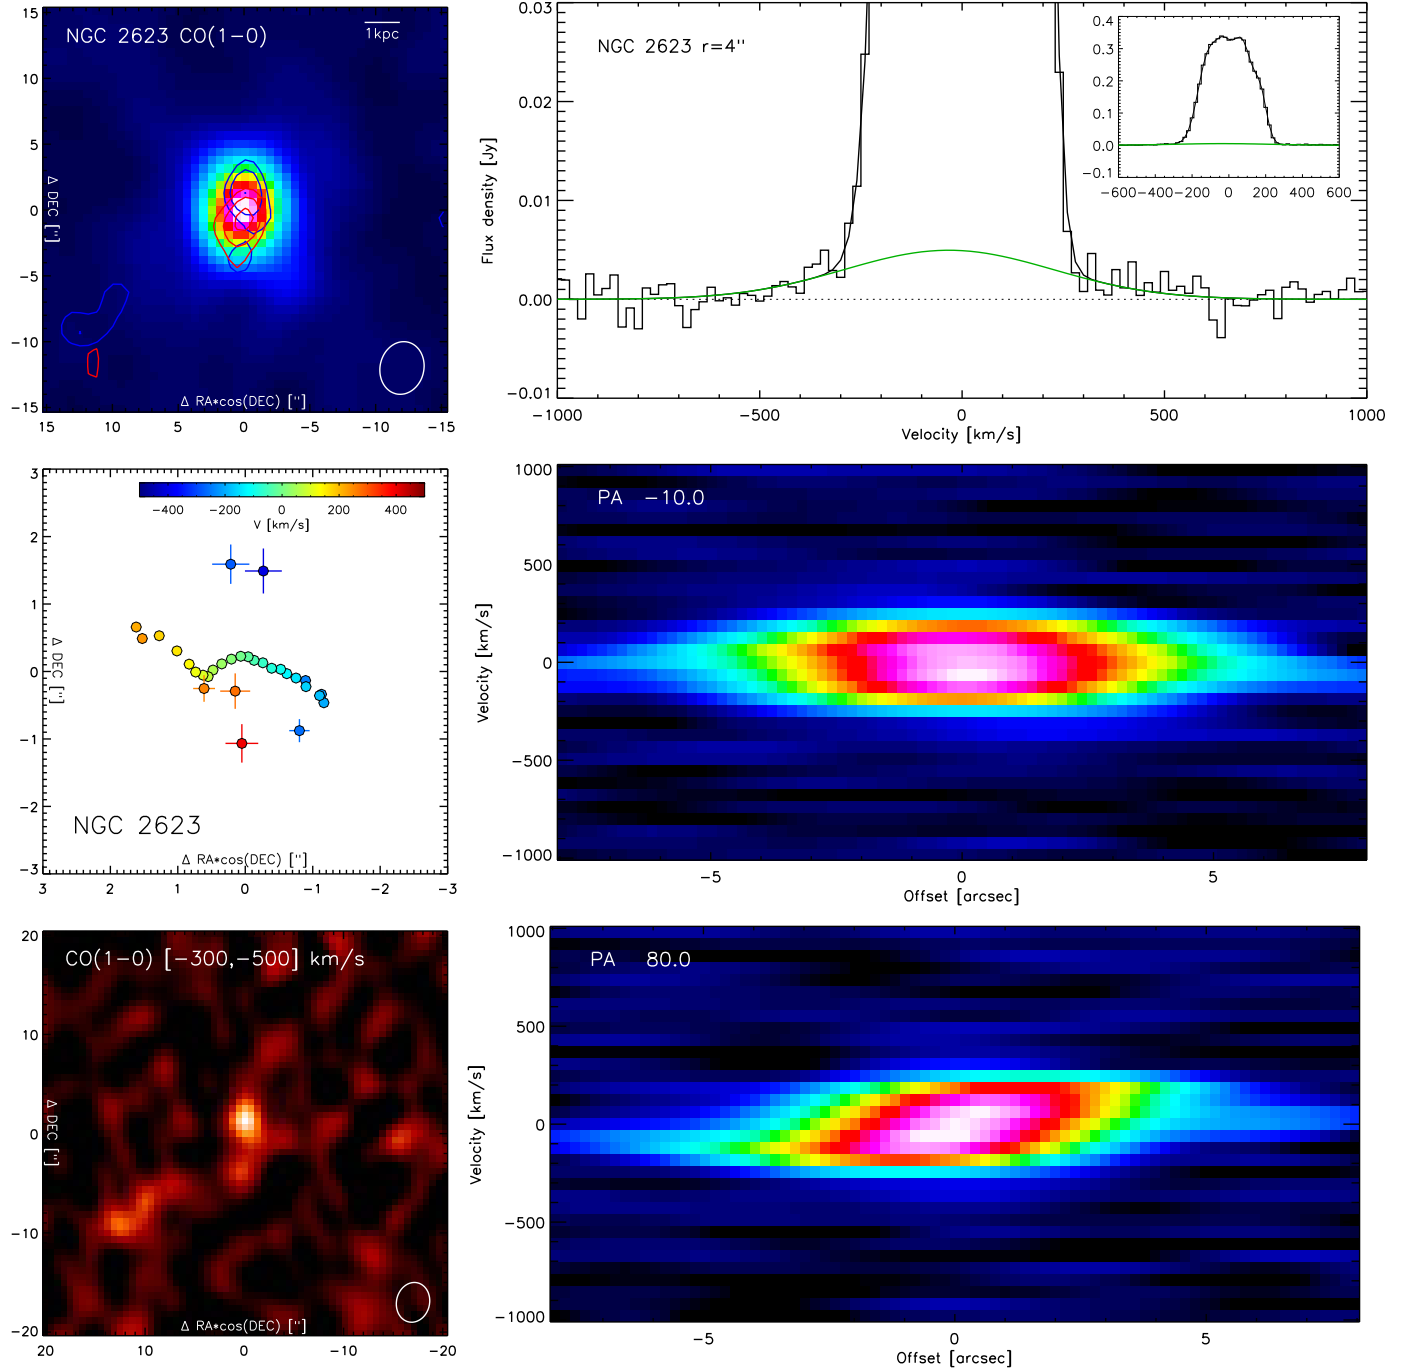 NGC 2623 CO(1−0)
1kpc
15
10
5
0
−5
−10
−15
Δ DEC ["]
Δ RA*cos(DEC) ["]
15 10 5 0 −5 −10 −15
NGC 2623 r=4"
0.03
0.02
0.01
0.00
−0.01
Flux density [Jy]
−1000 −500 0 500 1000
Velocity [km/s]
0.4
0.3
0.2
0.1
0.0
−0.1
−600 −400 −200 0 200 400 600
−400 −200 0 200 400
V [km/s]
3
2
1
0
−1
−2
−3
Δ DEC ["]
NGC 2623
Δ RA*cos(DEC) ["]
3 2 1 0 −1 −2 −3
PA −10.0
1000
500
0
−500
−1000
Velocity [km/s]
−5 0 5
Offset [arcsec]
CO(1−0) [−300,−500] km/s
20
10
0
−10
−20
Δ DEC ["]
Δ RA*cos(DEC) ["]
20 10 0 −10 −20
PA 80.0
1000
500
0
−500
−1000
Velocity [km/s]
−5 0 5
Offset [arcsec]